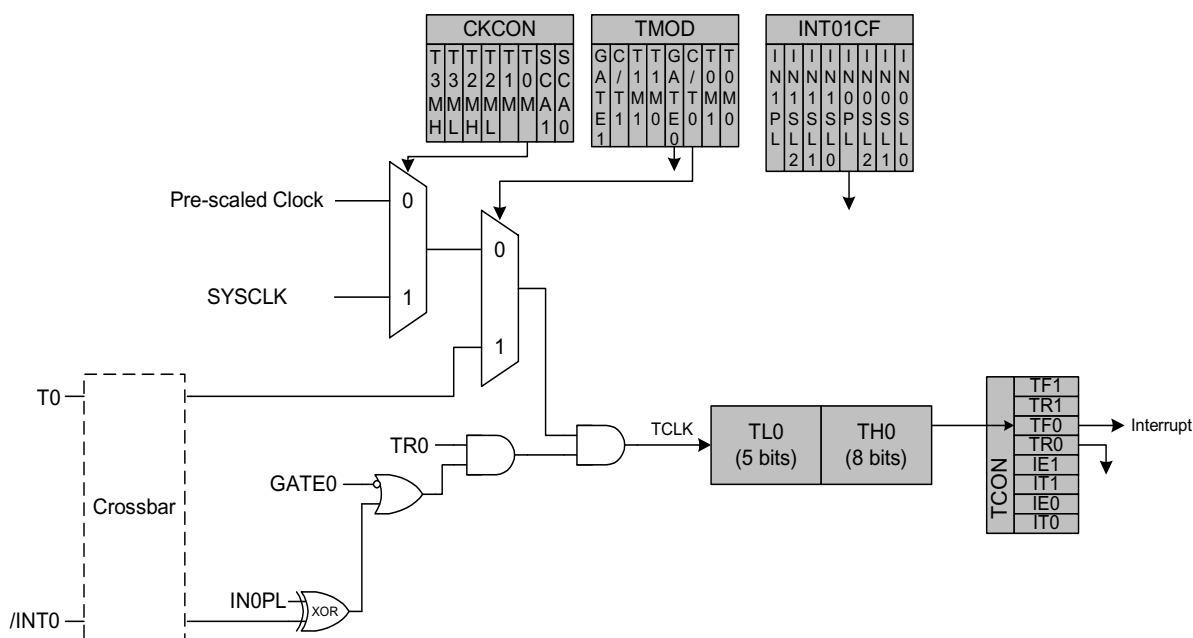 CKCON
T3MH
T3ML
T2MH
T2ML
T1M
T0M
SCA1
SCA0
TMOD
GATE1
C/T1
T1M1
T1M0
GATE0
C/T0
T0M1
T0M0
INT01CF
IN1PL
IN1SL2
IN1SL1
IN1SL0
IN0PL
IN0SL2
IN0SL1
IN0SL0
Pre-scaled Clock
0
0
SYSCLK
1
1
T0
Crossbar
TR0
GATE0
IN0PL
XOR
/INT0
TCLK
TL0
(5 bits)
TH0
(8 bits)
TCON
TF1
TR1
TF0
TR0
IE1
IT1
IE0
IT0
Interrupt